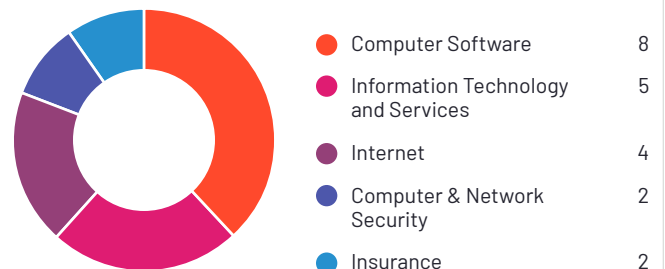 Computer Software 8
Information Technology 5
and Services
Internet 4
Computer & Network 2
Security
Insurance 2